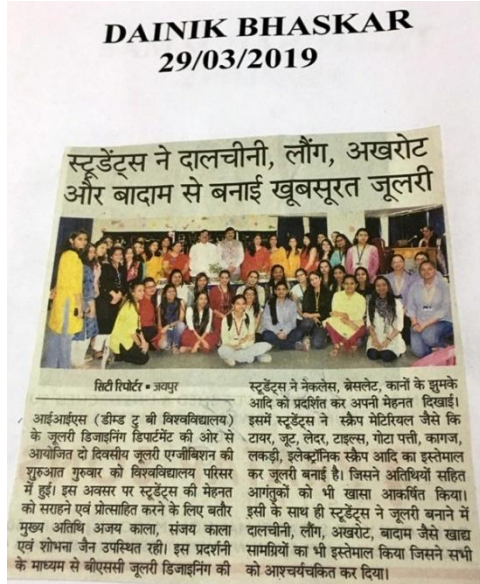 DAINIK BHASKAR
29/03/2019
स्टूडेंट्स ने दालचीनी, लौंग, अखरोट
और बादाम से बनाई खूबसूरत जूलरी
सिटी रिपोर्टर • जयपुर
आईआईएस (डीम्ड टु बी विश्वविद्यालय)
के जूलरी डिजाइनिंग डिपार्टमेंट की ओर से
आयोजित दो दिवसीय जूलरी एग्जीबिशन की
शुरुआत गुरुवार को विश्वविद्यालय परिसर
में हुई। इस अवसर पर स्टूडेंट्स की मेहनत
को सराहने एवं प्रोत्साहित करने के लिए बतौर
मुख्य अतिथि अजय काला, संजय काला
एवं शोभना जैन उपस्थित रही। इस प्रदर्शनी
के माध्यम से बीएससी जूलरी डिजाइनिंग की
स्टूडेंट्स ने नेकलेस, ब्रेसलेट, कानों के झुमके
आदि को प्रदर्शित कर अपनी मेहनत दिखाई।
इसमें स्टूडेंट्स ने स्क्रैप मेटिरियल जैसे कि
टायर, जूट, लेदर, टाइल्स, गोटा पत्ती, कागज,
लकड़ी, इलेक्ट्रॉनिक स्क्रैप आदि का इस्तेमाल
कर जूलरी बनाई है। जिसने अतिथियों सहित
आगंतुकों को भी खासा आकर्षित किया।
इसी के साथ ही स्टूडेंट्स ने जूलरी बनाने में
दालचीनी, लौंग, अखरोट, बादाम जैसे खाद्य
सामग्रियों का भी इस्तेमाल किया जिसने सभी
को आश्चर्यचकित कर दिया।